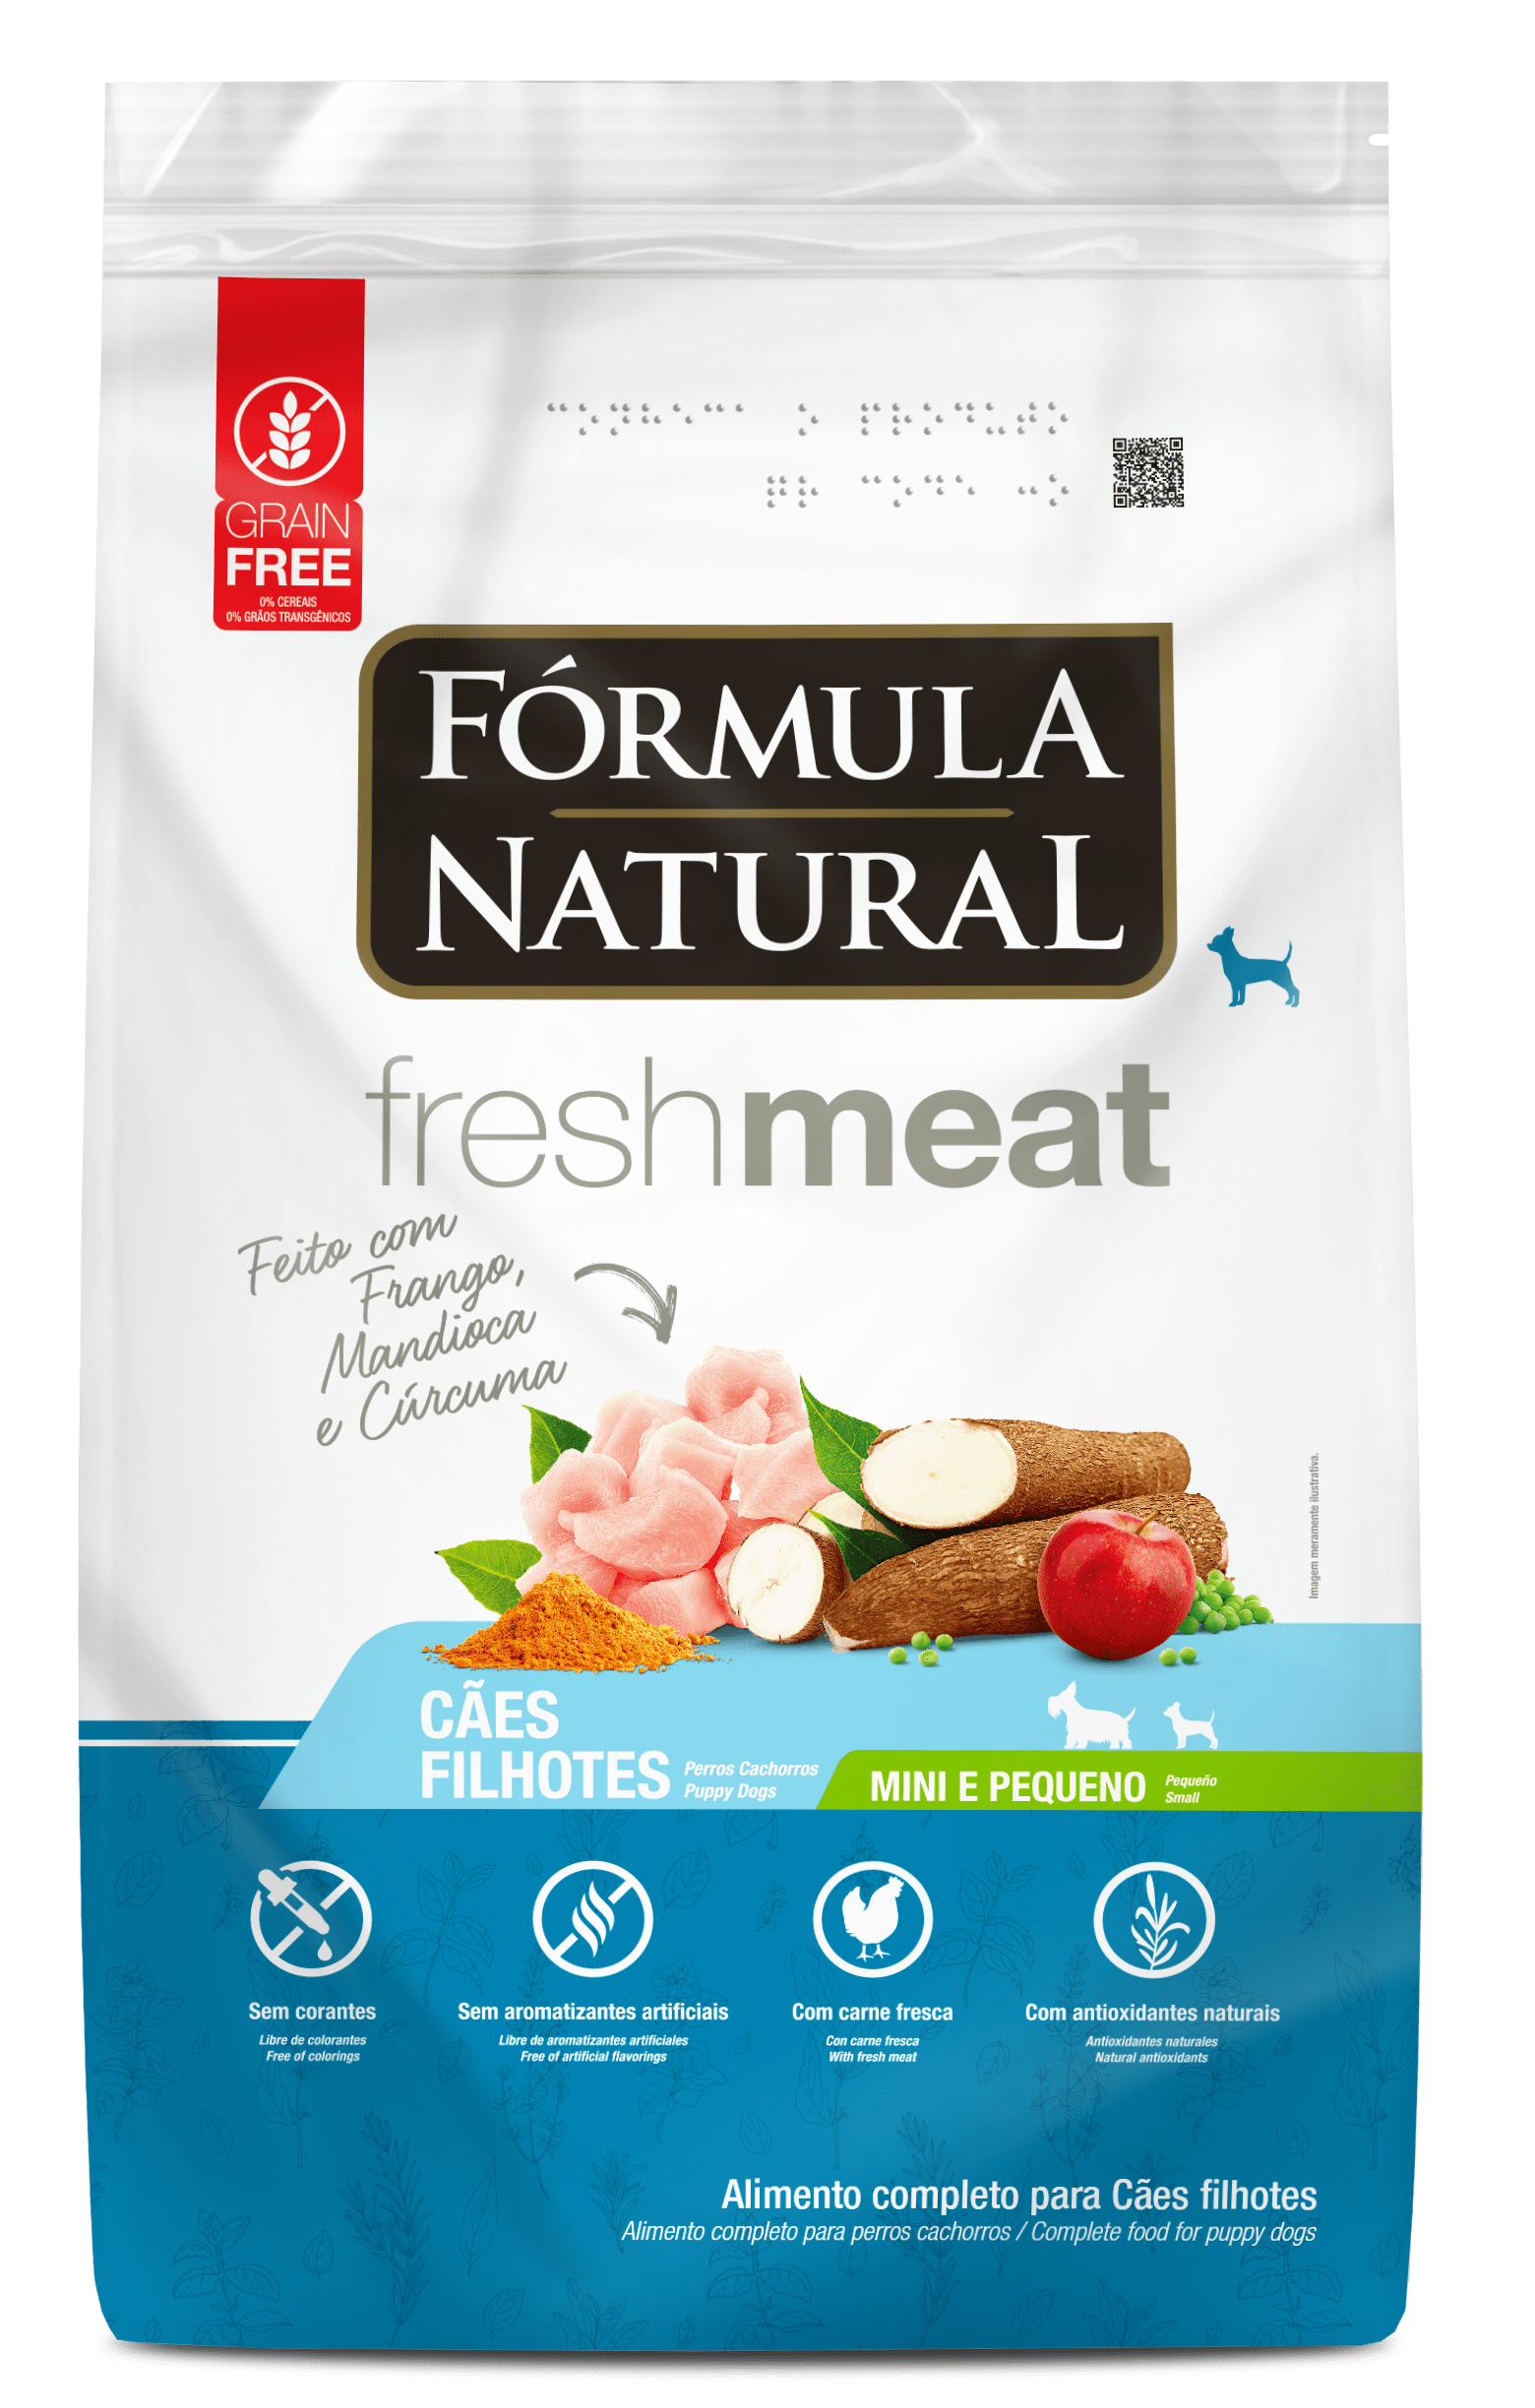 GRAIN
FREE
0% CEREAIS
0% GRÃOS TRANSGÊNICOS
FÓRMULA
NATURAL
freshmeat
Feito com
Frango,
Mandioca
e Cúrcuma
Imagem meramente ilustrativa.
CÃES
FILHOTES
Perros Cachorros
Puppy Dogs
MINI E PEQUENO
Pequeño
Small
Sem corantes
Libre de colorantes
Free of colorings
Sem aromatizantes artificiais
Libre de aromatizantes artificiales
Free of artificial flavorings
Com carne fresca
Con carne fresca
With fresh meat
Com antioxidantes naturais
Antioxidantes naturales
Natural antioxidants
Alimento completo para Cães filhotes
Alimento completo para perros cachorros / Complete food for puppy dogs